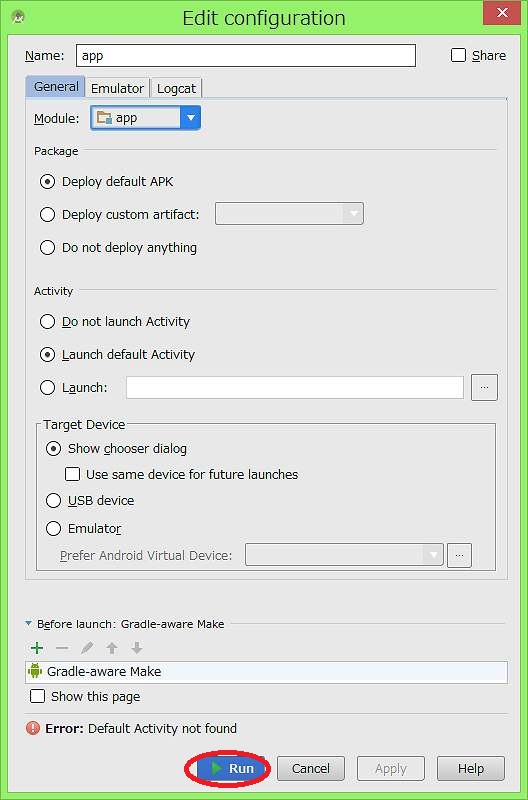 Edit configuration
Name: app Share
General Emulator Logcat
Module: app
Package
Deploy default APK
Deploy custom artifact:
Do not deploy anything
Activity
Do not launch Activity
Launch default Activity
Launch: ...
Target Device
Show chooser dialog
Use same device for future launches
USB device
Emulator
Prefer Android Virtual Device: ...
Before launch: Gradle-aware Make
Gradle-aware Make
Show this page
Error: Default Activity not found
Run Cancel Apply Help